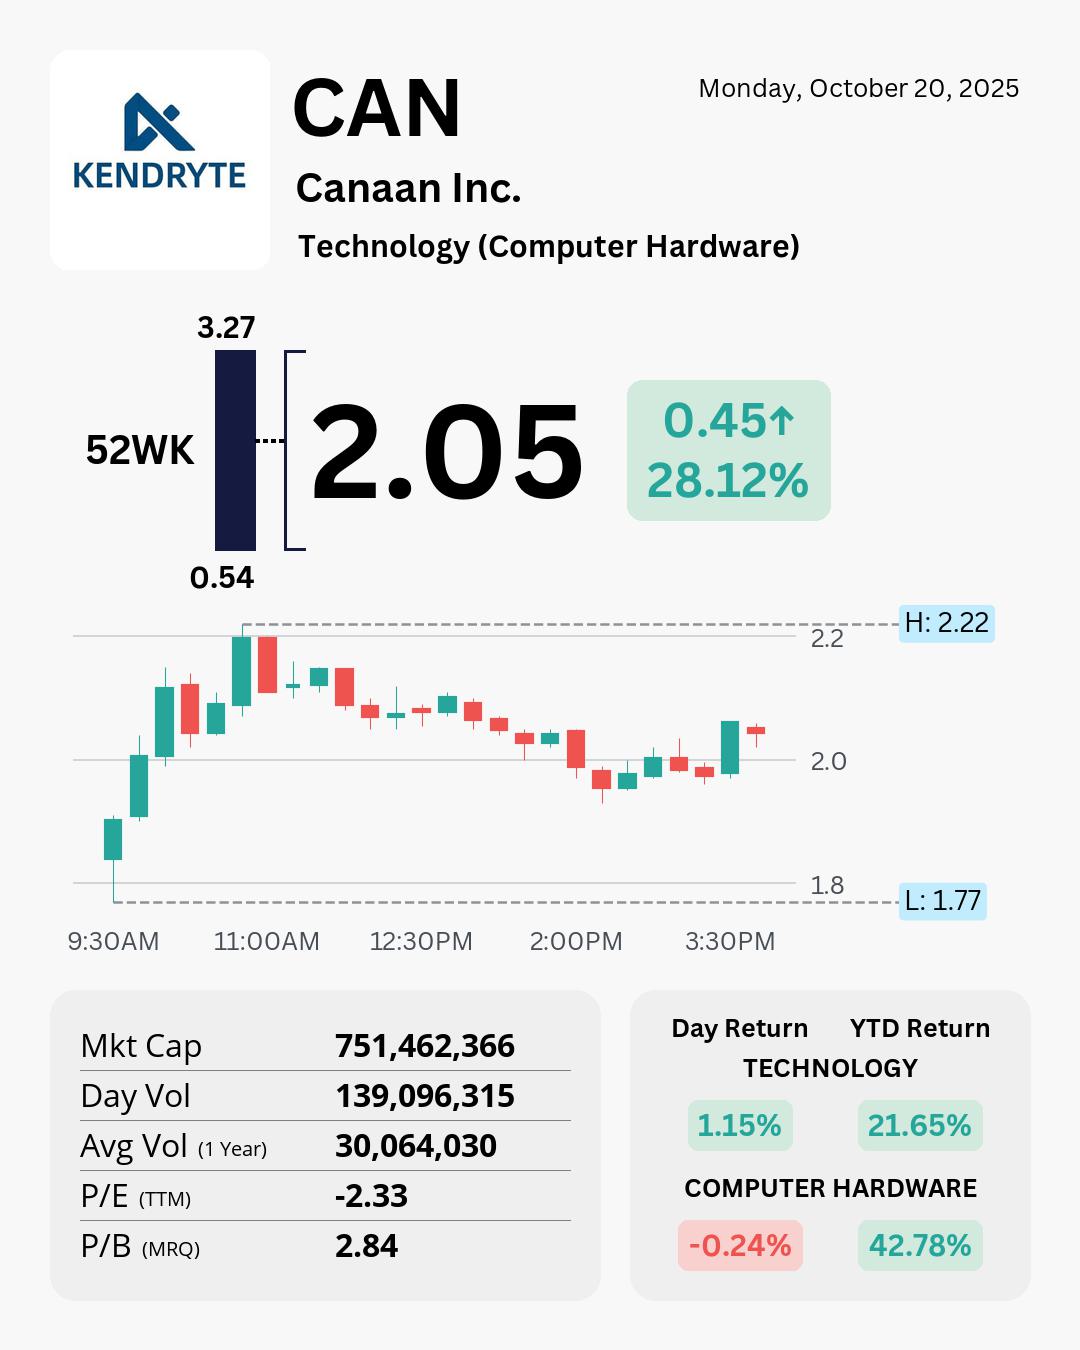 KENDRYTE
CAN
Monday, October 20, 2025
Canaan Inc.
Technology (Computer Hardware)
3.27
52WK
2.05
0.45↑
28.12%
0.54
H: 2.22
2.2
2.0
1.8
L: 1.77
9:30AM 11:00AM 12:30PM 2:00PM 3:30PM
Mkt Cap 751,462,366
Day Vol 139,096,315
Avg Vol (1 Year) 30,064,030
P/E (TTM) -2.33
P/B (MRQ) 2.84
Day Return YTD Return
TECHNOLOGY
1.15% 21.65%
COMPUTER HARDWARE
-0.24% 42.78%